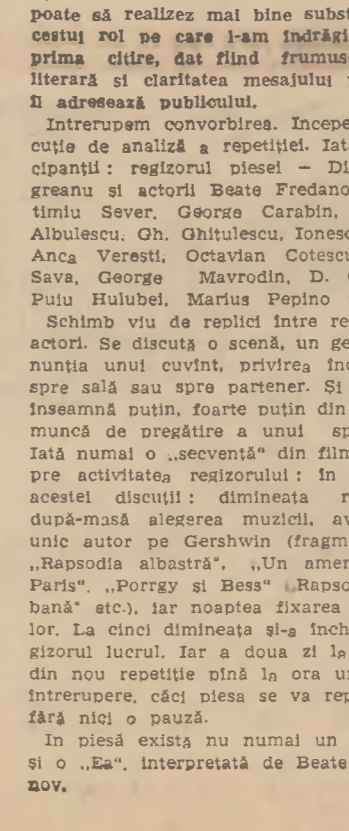 poate să realizez mai bine subst
cestui rol pe care l-am îndrăgi
prima citire, dat fiind frumus
literară și claritatea mesajului
îl adresează publicului.
Intrerupem convorbirea. Incepe
cuție de analiză a repetiției. Iat
cipanții : regizorul piesei — Di
greanu și actorii Beate Fredano
timiu Sever, George Carabin,
Albulescu, Gh. Ghitulescu, Ionesc
Anca Verești, Octavian Cotescu
Sava, George Mavrodin, D.
Puiu Hulubei, Marius Pepino
Schimb viu de replici între re
actori. Se discută o scenă, un ge
nunția unui cuvînt, privirea înc
spre sală sau spre partener. Și
înseamnă puțin, foarte puțin din
muncă de pregătire a unui sp
Iată numai o „secvență" din film
pre activitatea regizorului : în
acestei discuții : dimineața r
după-masă alegerea muzicii, av
unic autor pe Gershwin (fragm
„Rapsodia albastră", „Un amer
Paris", „Porrgy și Bess" „Rapso
bană" etc.), iar noaptea fixarea
lor. La cinci dimineața și-a înch
gizorul lucrul. Iar a doua zi la
din nou repetiție pînă la ora u
întrerupere, căci piesa se va rep
fără nici o pauză.
In piesă există nu numai un
și o „Ea", interpretată de Beate
nov.